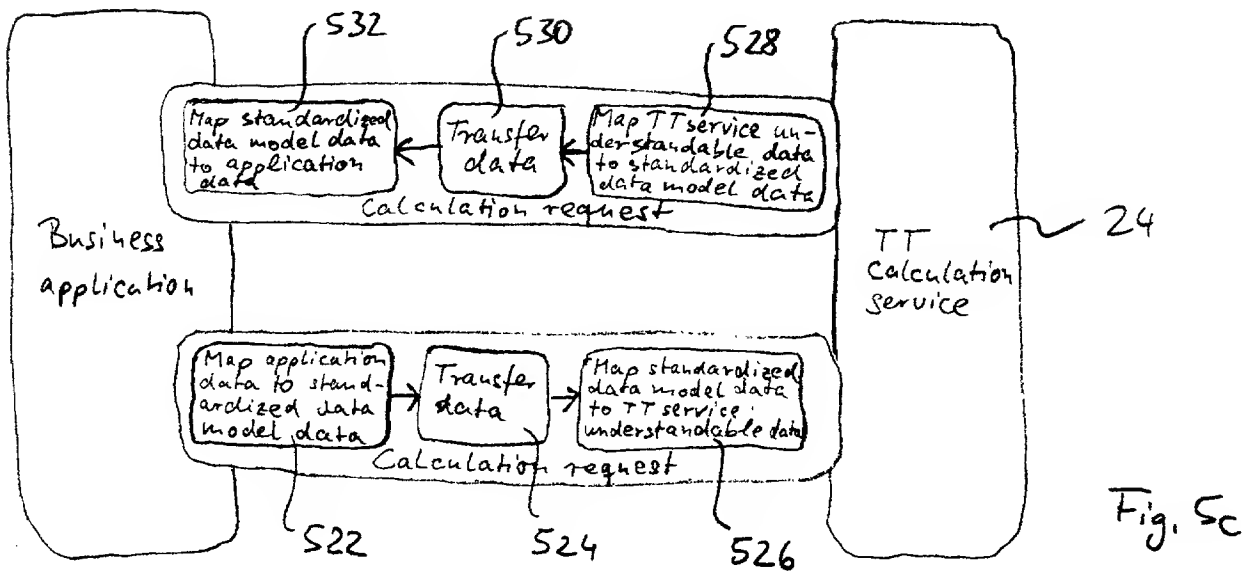 532
530
528
Map standardized
data model data
to application
data
Transfer
data
Map TT service un-
derstandable data
to standardized
data model data
Calculation request
Business
application
TT
Calculation
service
24
Map application
data to stand-
ardized data
model data
Transfer
data
Map standardized
data model data
to TT service
understandable data
Calculation request
522
524
526
Fig. 5c